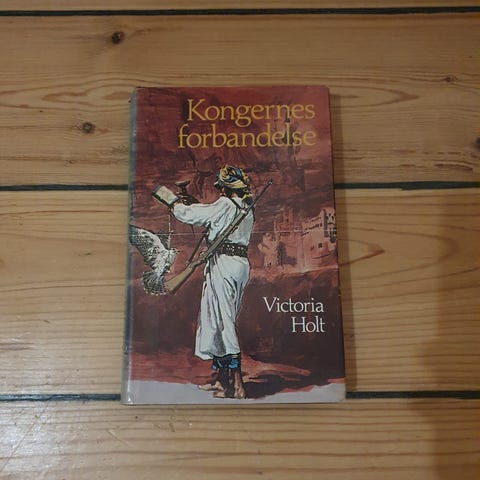 Kongernes
forbandelse
Victoria
Holt